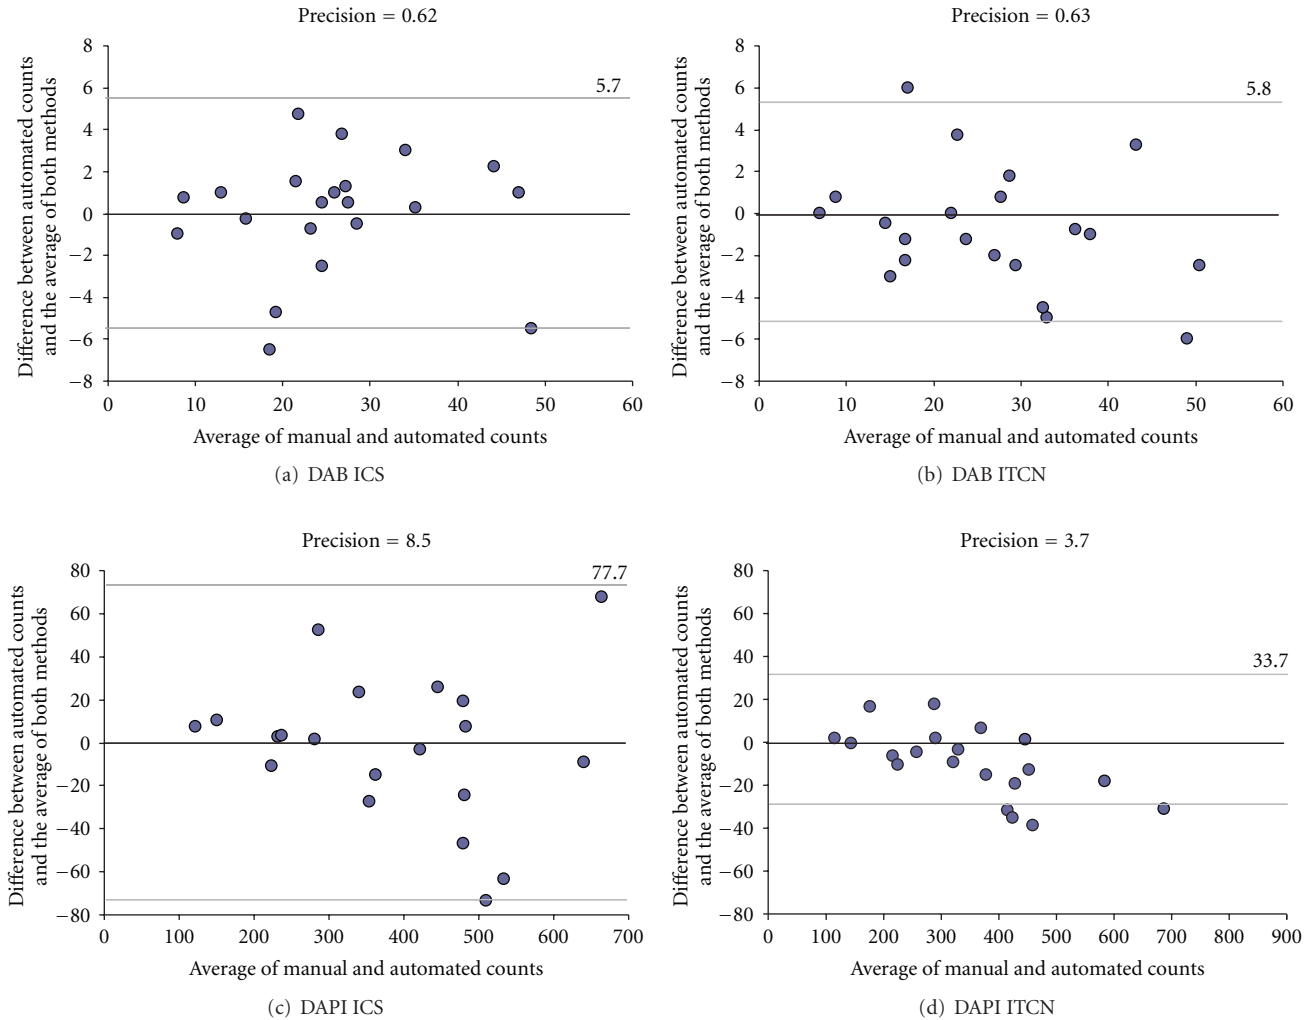 Precision = 0.62
Difference between automated counts
and the average of both methods
8
6
4
2
0
−2
−4
−6
−8
5.7
0 10 20 30 40 50 60
Average of manual and automated counts
(a) DAB ICS
Precision = 0.63
Difference between automated counts
and the average of both methods
8
6
4
2
0
−2
−4
−6
−8
5.8
0 10 20 30 40 50 60
Average of manual and automated counts
(b) DAB ITCN
Precision = 8.5
Difference between automated counts
and the average of both methods
80
60
40
20
0
−20
−40
−60
−80
77.7
0 100 200 300 400 500 600 700
Average of manual and automated counts
(c) DAPI ICS
Precision = 3.7
Difference between automated counts
and the average of both methods
80
60
40
20
0
−20
−40
−60
−80
33.7
0 100 200 300 400 500 600 700 800 900
Average of manual and automated counts
(d) DAPI ITCN